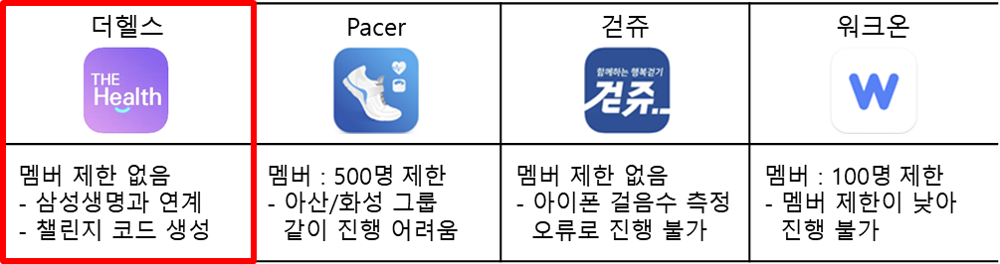 더헬스
THE
Health
멤버 제한 없음
- 삼성생명과 연계
- 챌린지 코드 생성
Pacer
멤버 : 500명 제한
- 아산/화성 그룹
같이 진행 어려움
걷쥬
함께하는 행복걷기
걷쥬..
멤버 제한 없음
- 아이폰 걸음수 측정
오류로 진행 불가
워크온
W
멤버 : 100명 제한
- 멤버 제한이 낮아
진행 불가